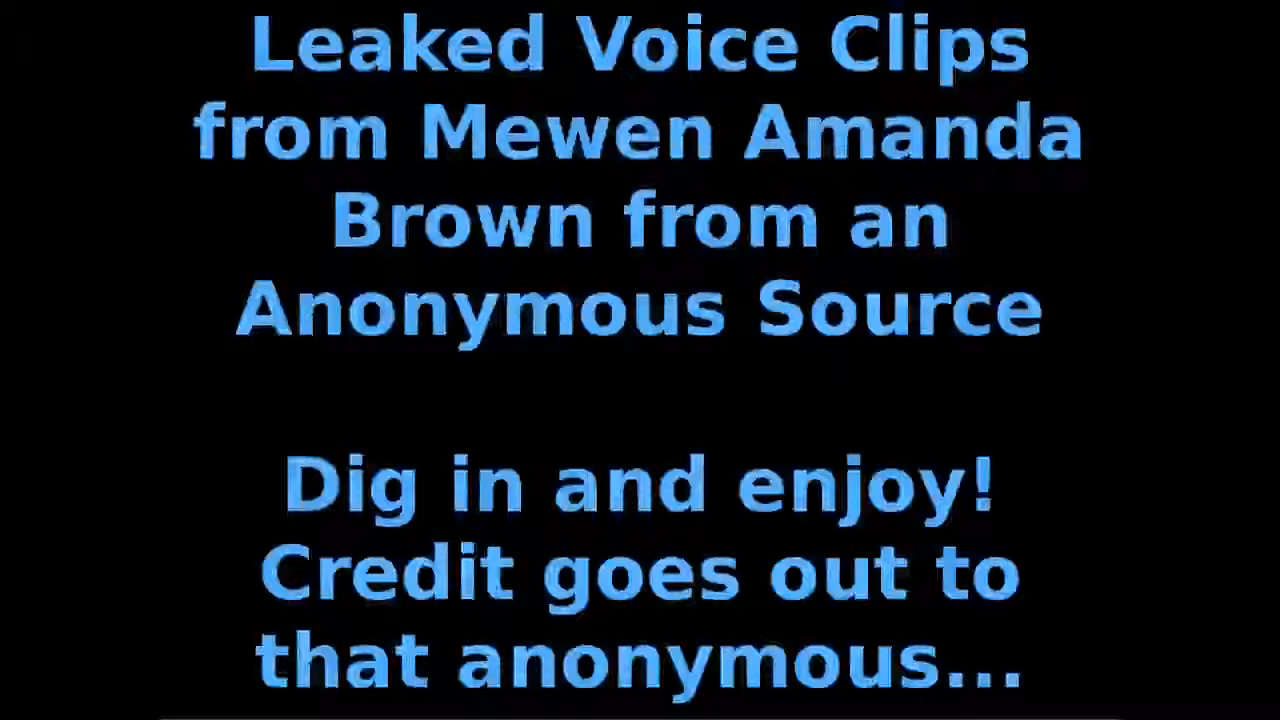 Leaked Voice Clips
from Mewen Amanda
Brown from an
Anonymous Source
Dig in and enjoy!
Credit goes out to
that anonymous...